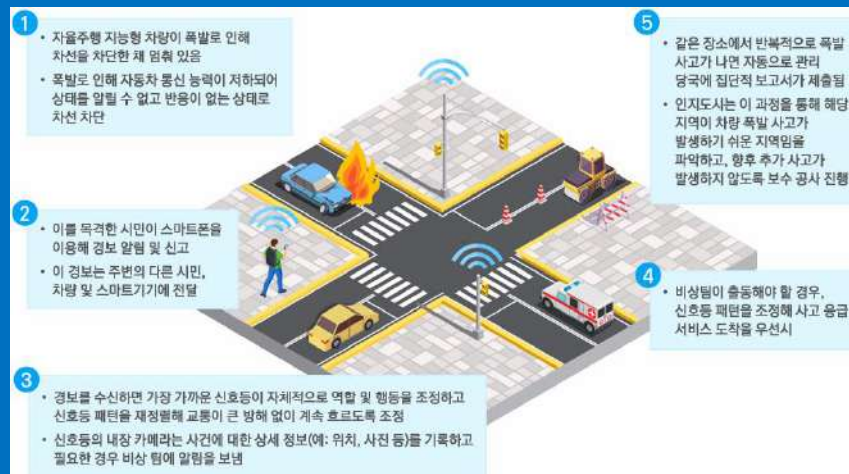 1
• 자율주행 지능형 차량이 폭발로 인해
차선을 차단한 채 멈춰 있음
• 폭발로 인해 자동차 통신 능력이 저하되어
상태를 알릴 수 없고 반응이 없는 상태로
차선 차단
2
• 이를 목격한 시민이 스마트폰을
이용해 경보 알림 및 신고
• 이 경보는 주변의 다른 시민,
차량 및 스마트기기에 전달
3
• 경보를 수신하면 가장 가까운 신호등이 자체적으로 역할 및 행동을 조정하고
신호등 패턴을 재정렬해 교통이 큰 방해 없이 계속 흐르도록 조정
• 신호등의 내장 카메라는 사건에 대한 상세 정보(예: 위치, 사진 등)를 기록하고
필요한 경우 비상 팀에 알림을 보냄
4
• 비상팀이 출동해야 할 경우,
신호등 패턴을 조정해 사고 응급
서비스 도착을 우선시
5
• 같은 장소에서 반복적으로 폭발
사고가 나면 자동으로 관리
당국에 집단적 보고서가 제출됨
• 인지도시는 이 과정을 통해 해당
지역이 차량 폭발 사고가
발생하기 쉬운 지역임을
파악하고, 향후 추가 사고가
발생하지 않도록 보수 공사 진행